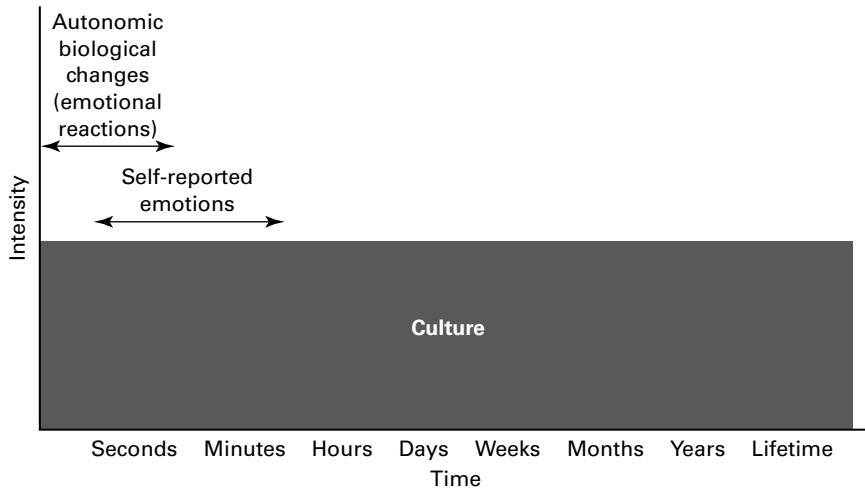 Autonomic
biological
changes
(emotional
reactions)
Self-reported
emotions
Intensity
Culture
Seconds Minutes Hours Days Weeks Months Years Lifetime
Time